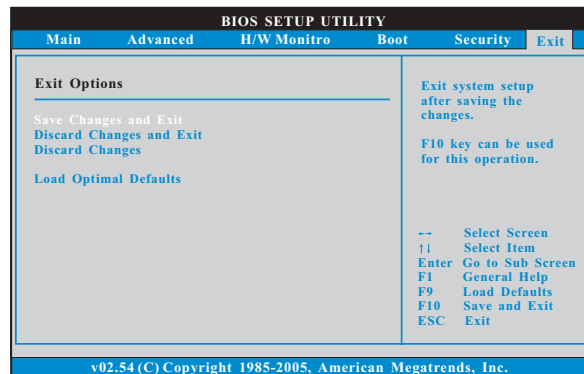 BIOS SETUP UTILITY
Main Advanced H/W Monitro Boot Security Exit
Exit Options
Save Changes and Exit
Discard Changes and Exit
Discard Changes
Load Optimal Defaults
Exit system setup
after saving the
changes.
F10 key can be used
for this operation.
←→ Select Screen
↑↓ Select Item
Enter Go to Sub Screen
F1 General Help
F9 Load Defaults
F10 Save and Exit
ESC Exit
v02.54 (C) Copyright 1985-2005, American Megatrends, Inc.